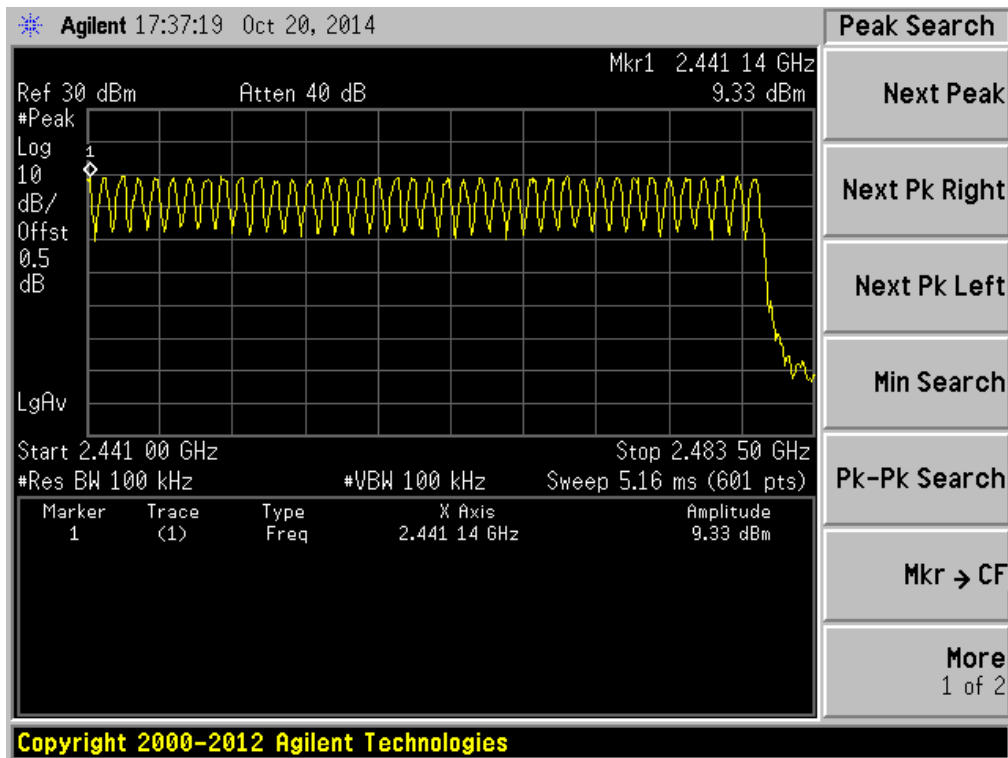 Agilent 17:37:19 Oct 20, 2014
Peak Search
Mkr1 2.441 14 GHz
Ref 30 dBm Atten 40 dB 9.33 dBm
#Peak
Log
10
dB/
Offst
0.5
dB
LgAv
1
Start 2.441 00 GHz Stop 2.483 50 GHz
#Res BW 100 kHz #VBW 100 kHz Sweep 5.16 ms (601 pts)
Marker Trace Type X Axis Amplitude
1 (1) Freq 2.441 14 GHz 9.33 dBm
Next Peak
Next Pk Right
Next Pk Left
Min Search
Pk-Pk Search
Mkr → CF
More
1 of 2
Copyright 2000-2012 Agilent Technologies